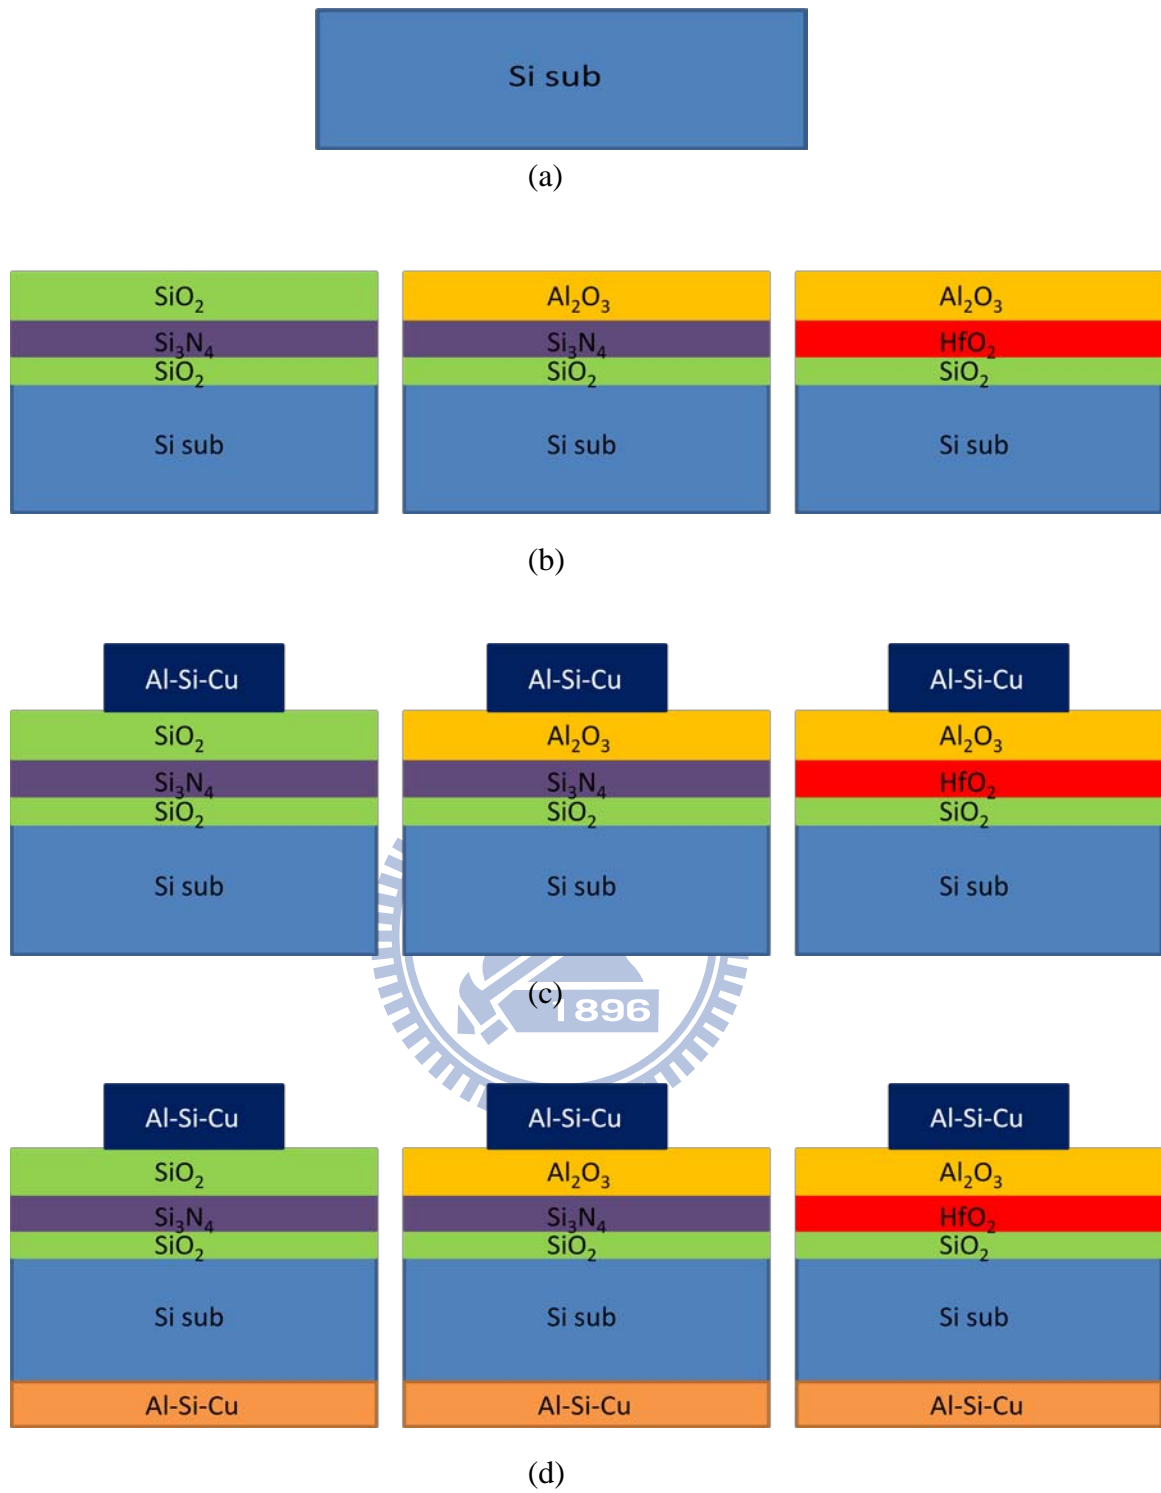 Si sub
(a)
SiO₂ Al₂O₃ Al₂O₃
Si₃N₄ Si₃N₄ HfO₂
SiO₂ SiO₂ SiO₂
Si sub Si sub Si sub
(b)
Al-Si-Cu Al-Si-Cu Al-Si-Cu
SiO₂ Al₂O₃ Al₂O₃
Si₃N₄ Si₃N₄ HfO₂
SiO₂ SiO₂ SiO₂
Si sub Si sub Si sub
(c)
1896
Al-Si-Cu Al-Si-Cu Al-Si-Cu
SiO₂ Al₂O₃ Al₂O₃
Si₃N₄ Si₃N₄ HfO₂
SiO₂ SiO₂ SiO₂
Si sub Si sub Si sub
Al-Si-Cu Al-Si-Cu Al-Si-Cu
(d)